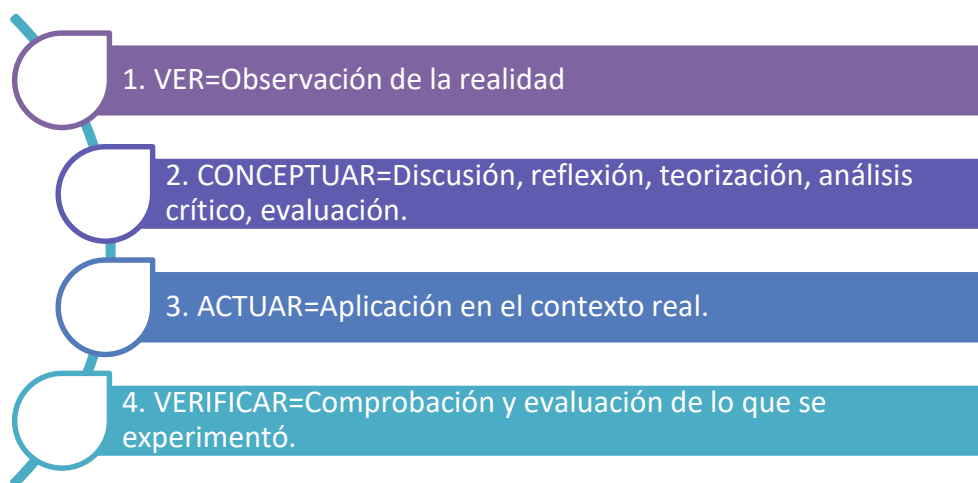 1. VER=Observación de la realidad
2. CONCEPTUAR=Discusión, reflexión, teorización, análisis
crítico, evaluación.
3. ACTUAR=Aplicación en el contexto real.
4. VERIFICAR=Comprobación y evaluación de lo que se
experimentó.